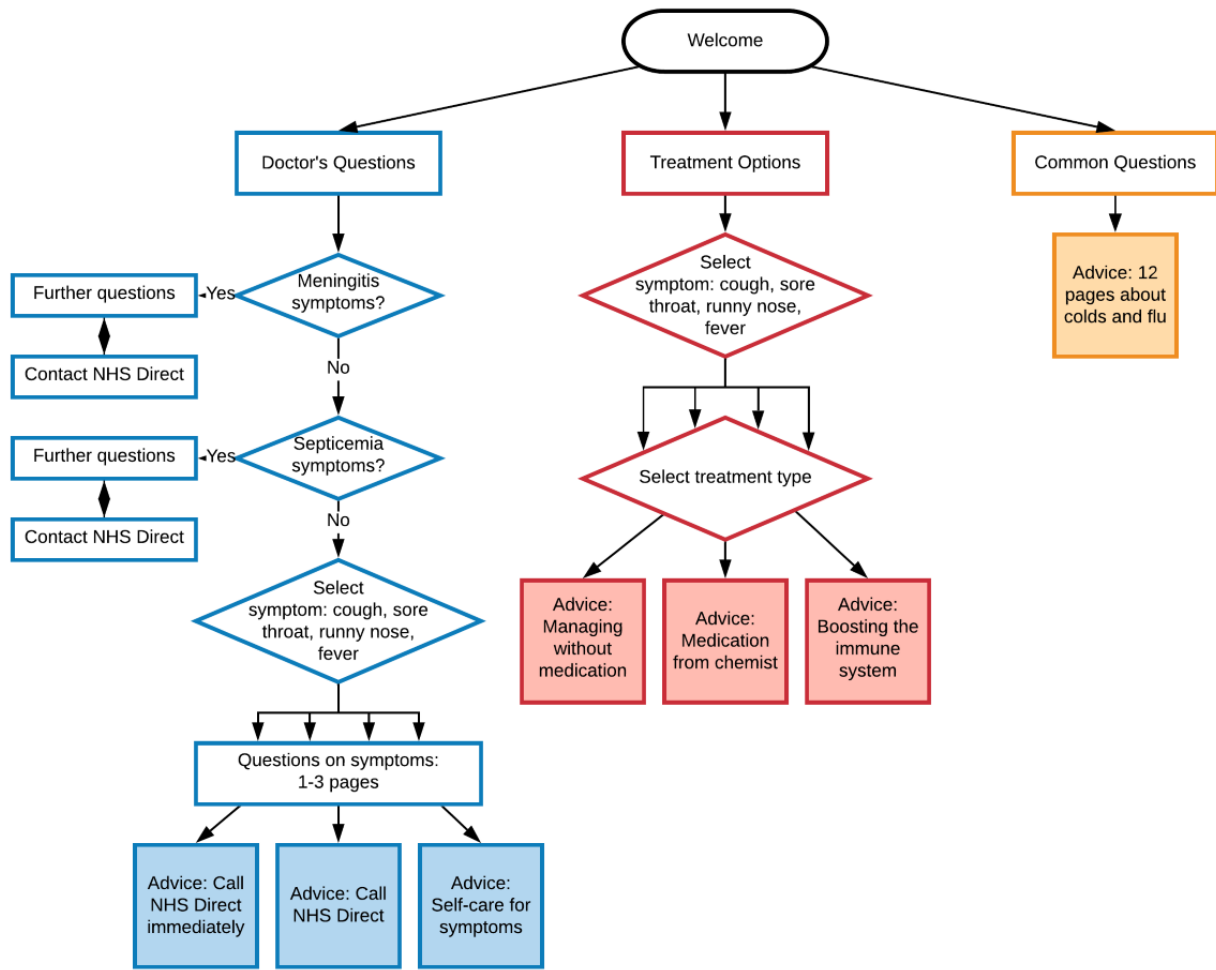 Welcome
Doctor's Questions
Treatment Options
Common Questions
Meningitis
symptoms?
Yes
Further questions
Contact NHS Direct
No
Septicemia
symptoms?
Yes
Further questions
Contact NHS Direct
No
Select
symptom: cough, sore
throat, runny nose,
fever
Questions on symptoms:
1-3 pages
Advice: Call
NHS Direct
immediately
Advice: Call
NHS Direct
Advice:
Self-care for
symptoms
Select
symptom: cough, sore
throat, runny nose,
fever
Select treatment type
Advice:
Managing
without
medication
Advice:
Medication
from chemist
Advice:
Boosting the
immune
system
Advice: 12
pages about
colds and flu